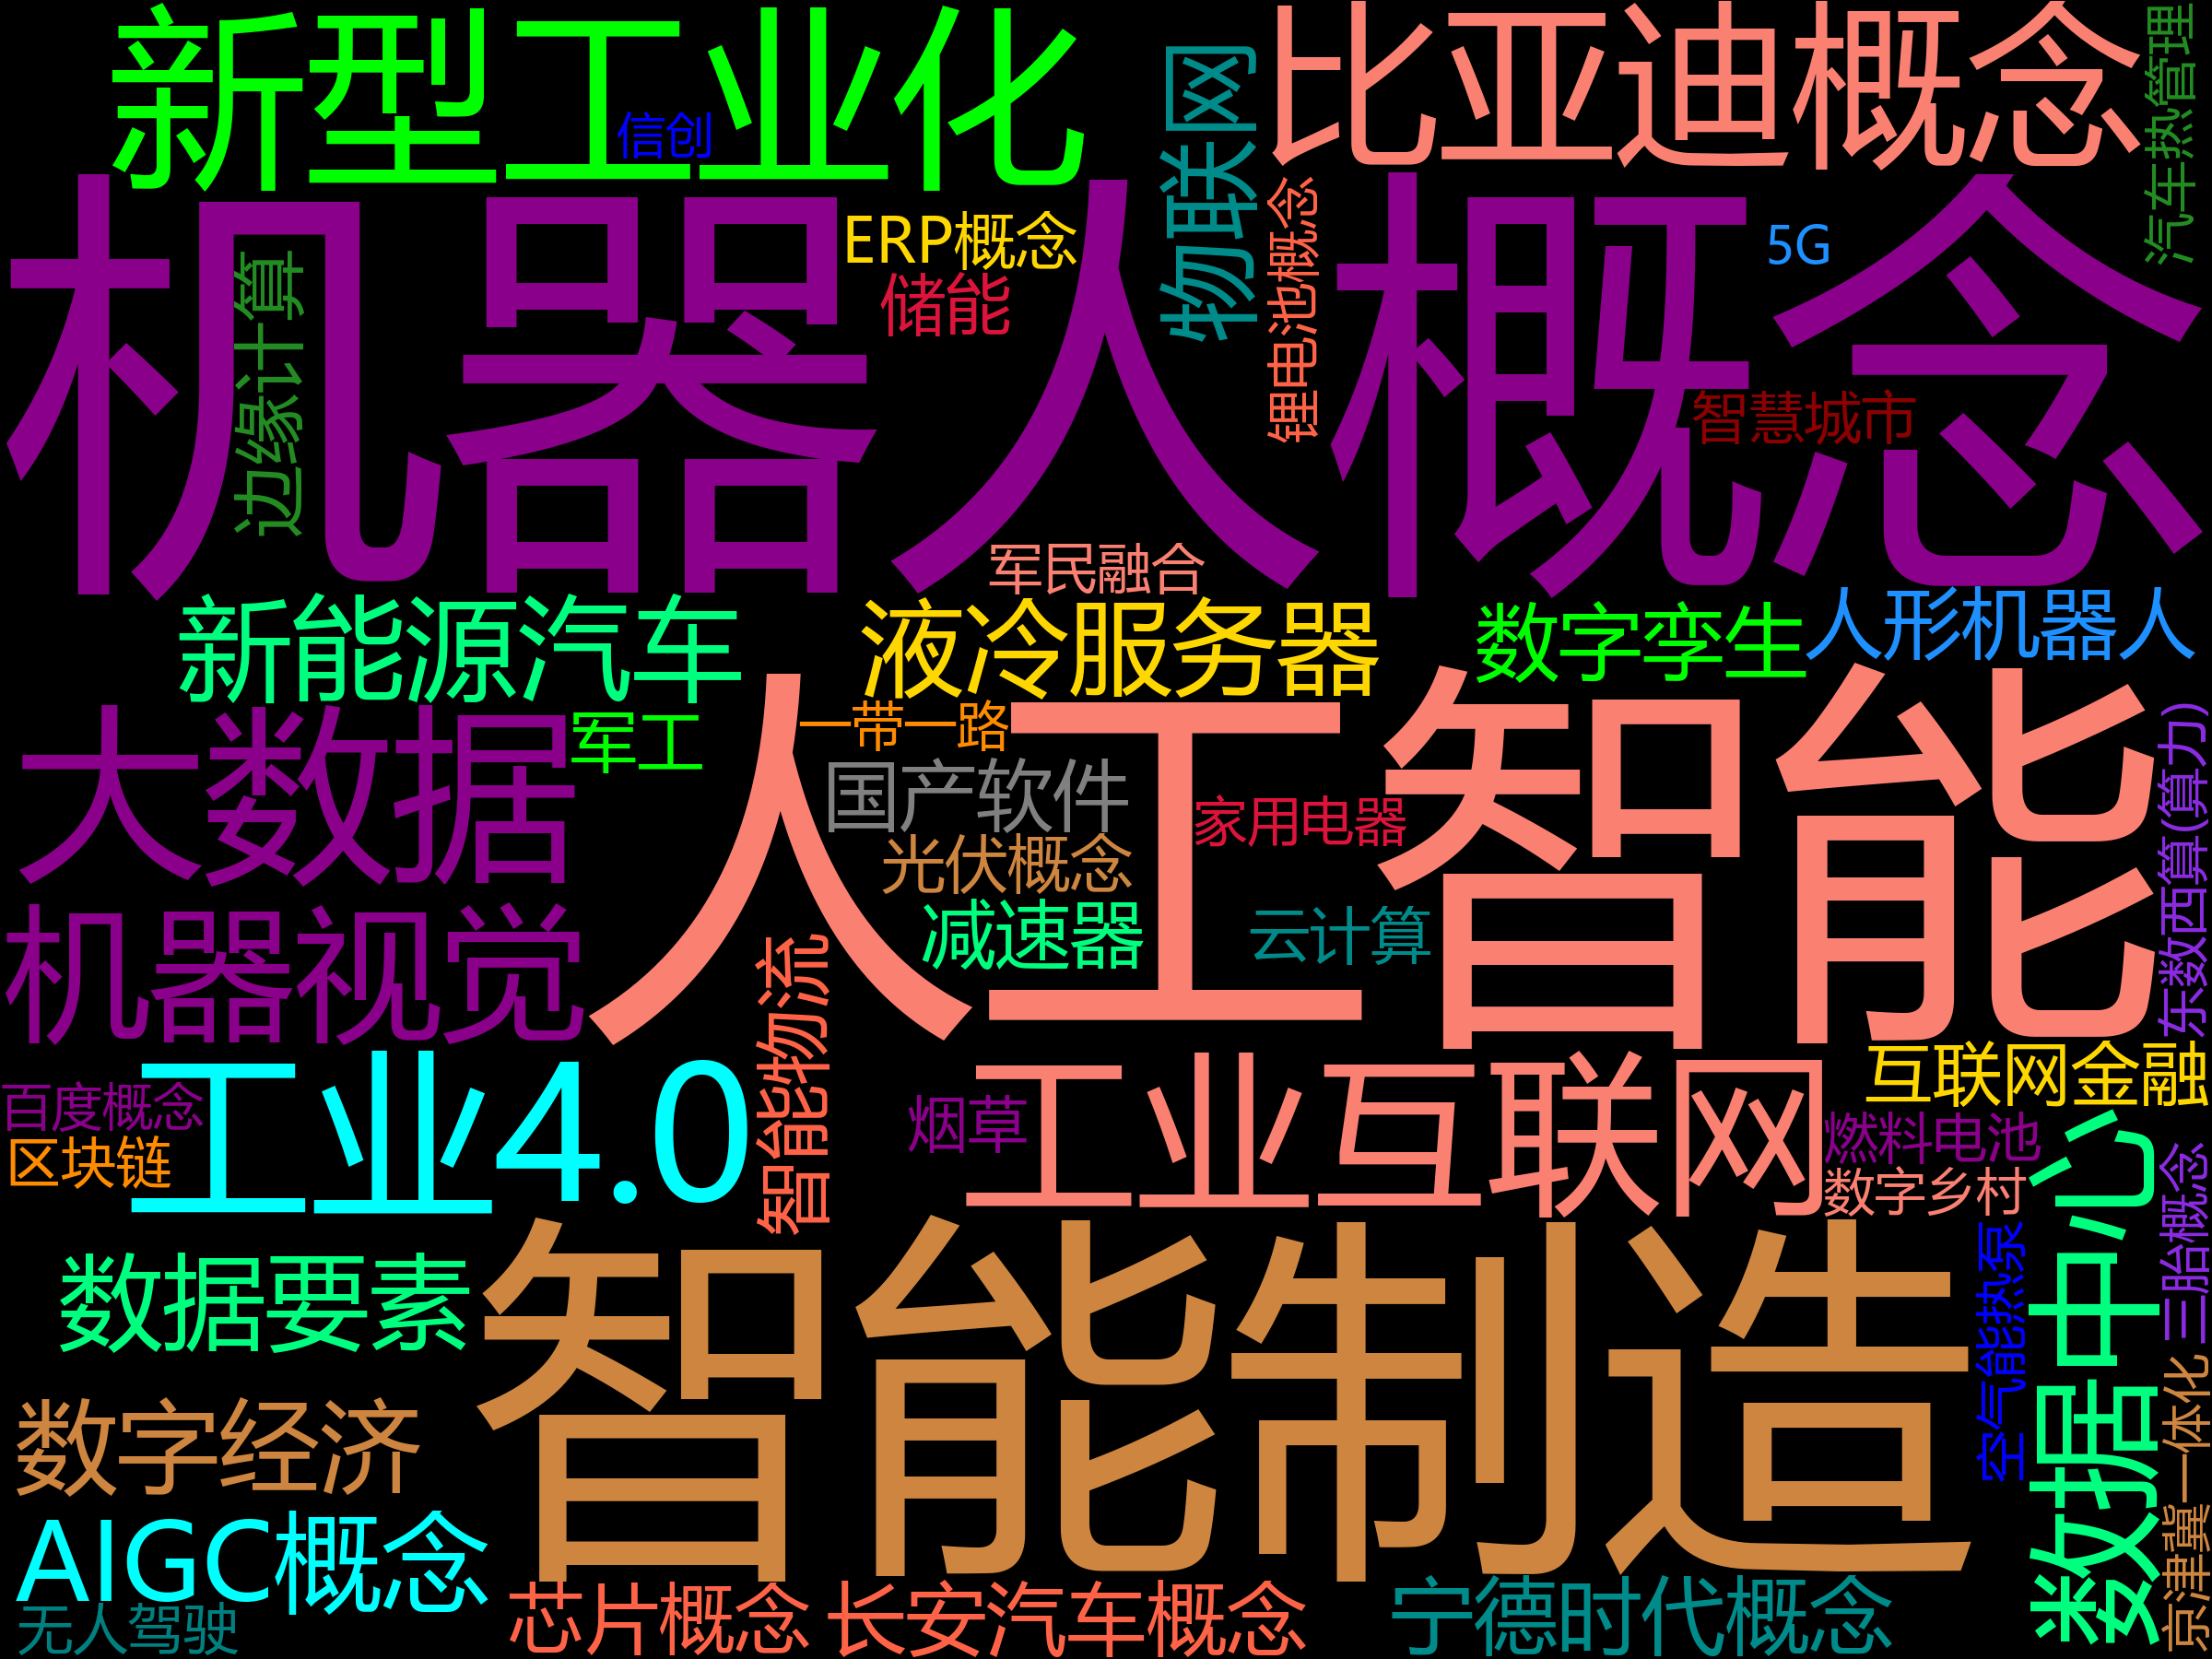 新型工业化
信创
比亚迪概念
汽车热管理
物联网
机器人概念
ERP概念
储能
锂电池概念
5G
边缘计算
智慧城市
军民融合
新能源汽车
液冷服务器
数字孪生
人形机器人
大数据
军工
一带一路
人工智能
国产软件
家用电器
光伏概念
减速器
云计算
东数西算(算力)
机器视觉
智能物流
工业4.0
工业互联网
互联网金融
百度概念
区块链
烟草
燃料电池
数字乡村
数据中心
三胎概念
智能制造
数据要素
空气能热泵
京津冀一体化
数字经济
AIGC概念
无人驾驶
芯片概念
长安汽车概念
宁德时代概念